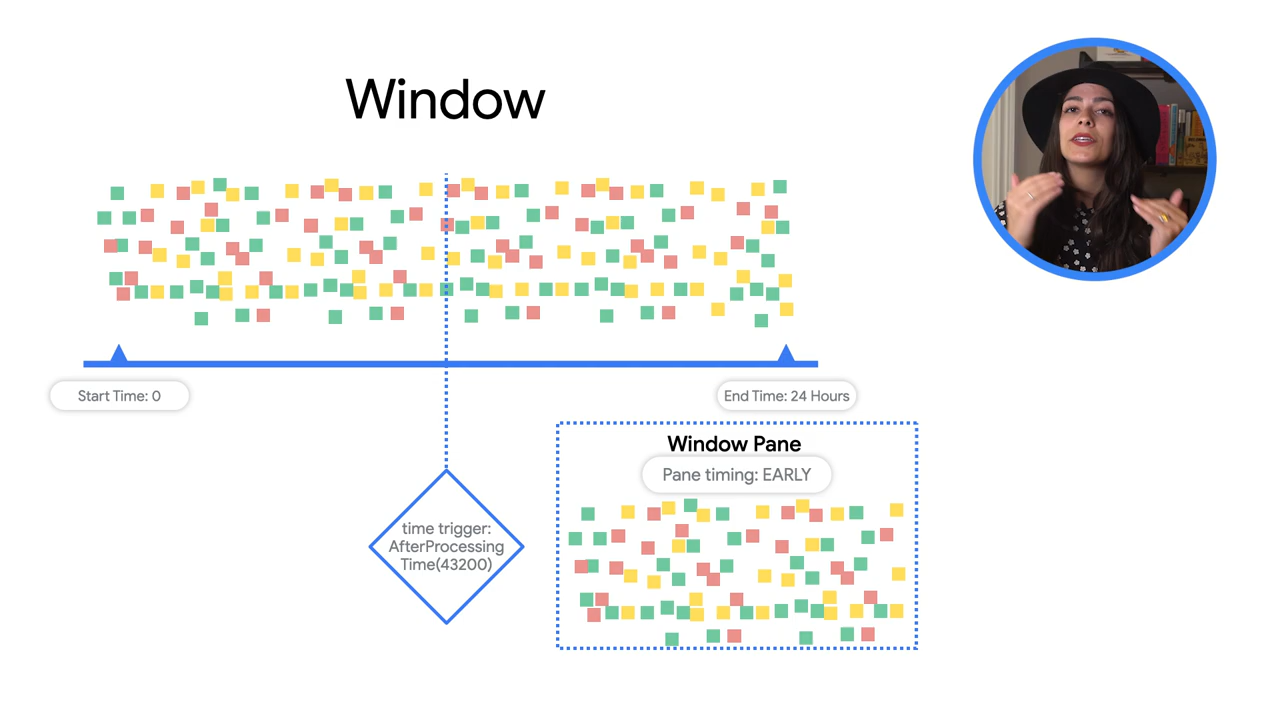 Window
Start Time: 0
End Time: 24 Hours
Window Pane
Pane timing: EARLY
time trigger:
AfterProcessing
Time(43200)